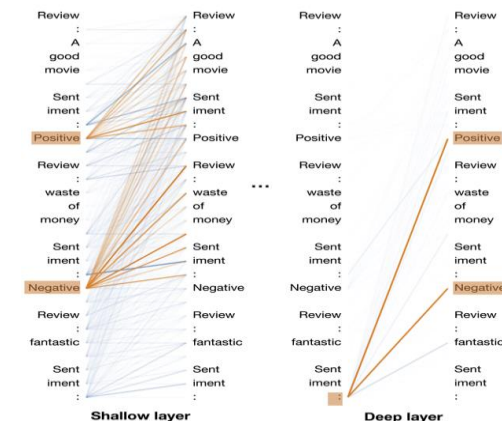 Review
:
A
good
movie
Sent
iment
:
Positive
Review
:
waste
of
money
Sent
iment
:
Negative
Review
:
fantastic
Sent
iment
:
Review
:
A
good
movie
Sent
iment
:
Positive
Review
:
waste
of
money
Sent
iment
:
Negative
Review
:
fantastic
Sent
iment
:
Shallow layer
...
Review
:
A
good
movie
Sent
iment
:
Positive
Review
:
waste
of
money
Sent
iment
:
Negative
Review
:
fantastic
Sent
iment
:
Review
:
A
good
movie
Sent
iment
:
Positive
Review
:
waste
of
money
Sent
iment
:
Negative
Review
:
fantastic
Sent
iment
:
Deep layer